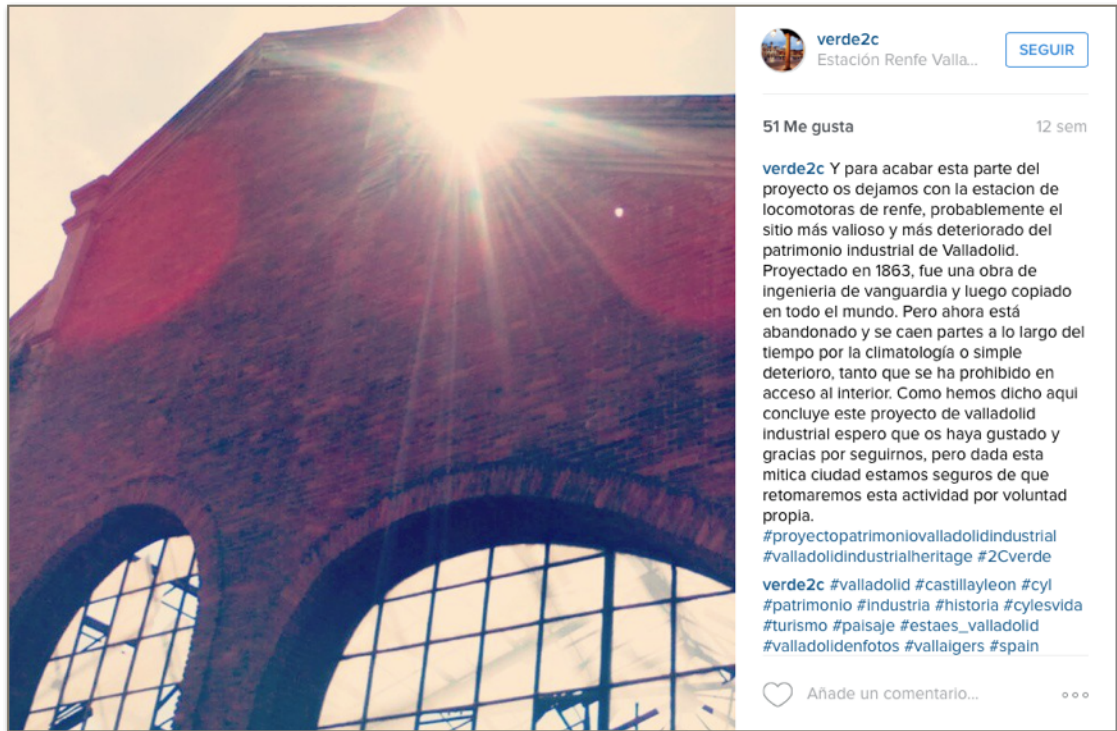 verde2c
Estación Renfe Valla...
SEGUIR
51 Me gusta
12 sem
verde2c Y para acabar esta parte del
proyecto os dejamos con la estacion de
locomotoras de renfe, probablemente el
sitio más valioso y más deteriorado del
patrimonio industrial de Valladolid.
Proyectado en 1863, fue una obra de
ingenieria de vanguardia y luego copiado
en todo el mundo. Pero ahora está
abandonado y se caen partes a lo largo del
tiempo por la climatología o simple
deterioro, tanto que se ha prohibido en
acceso al interior. Como hemos dicho aqui
concluye este proyecto de valladolid
industrial espero que os haya gustado y
gracias por seguirnos, pero dada esta
mitica ciudad estamos seguros de que
retomaremos esta actividad por voluntad
propia.
#proyectopatrimoniovalladolidindustrial
#valladolidindustrialheritage #2Cverde
verde2c #valladolid #castillayleon #cyl
#patrimonio #industria #historia #cylesvida
#turismo #paisaje #estaes_valladolid
#valladolidenfotos #vallaigers #spain
Añade un comentario...